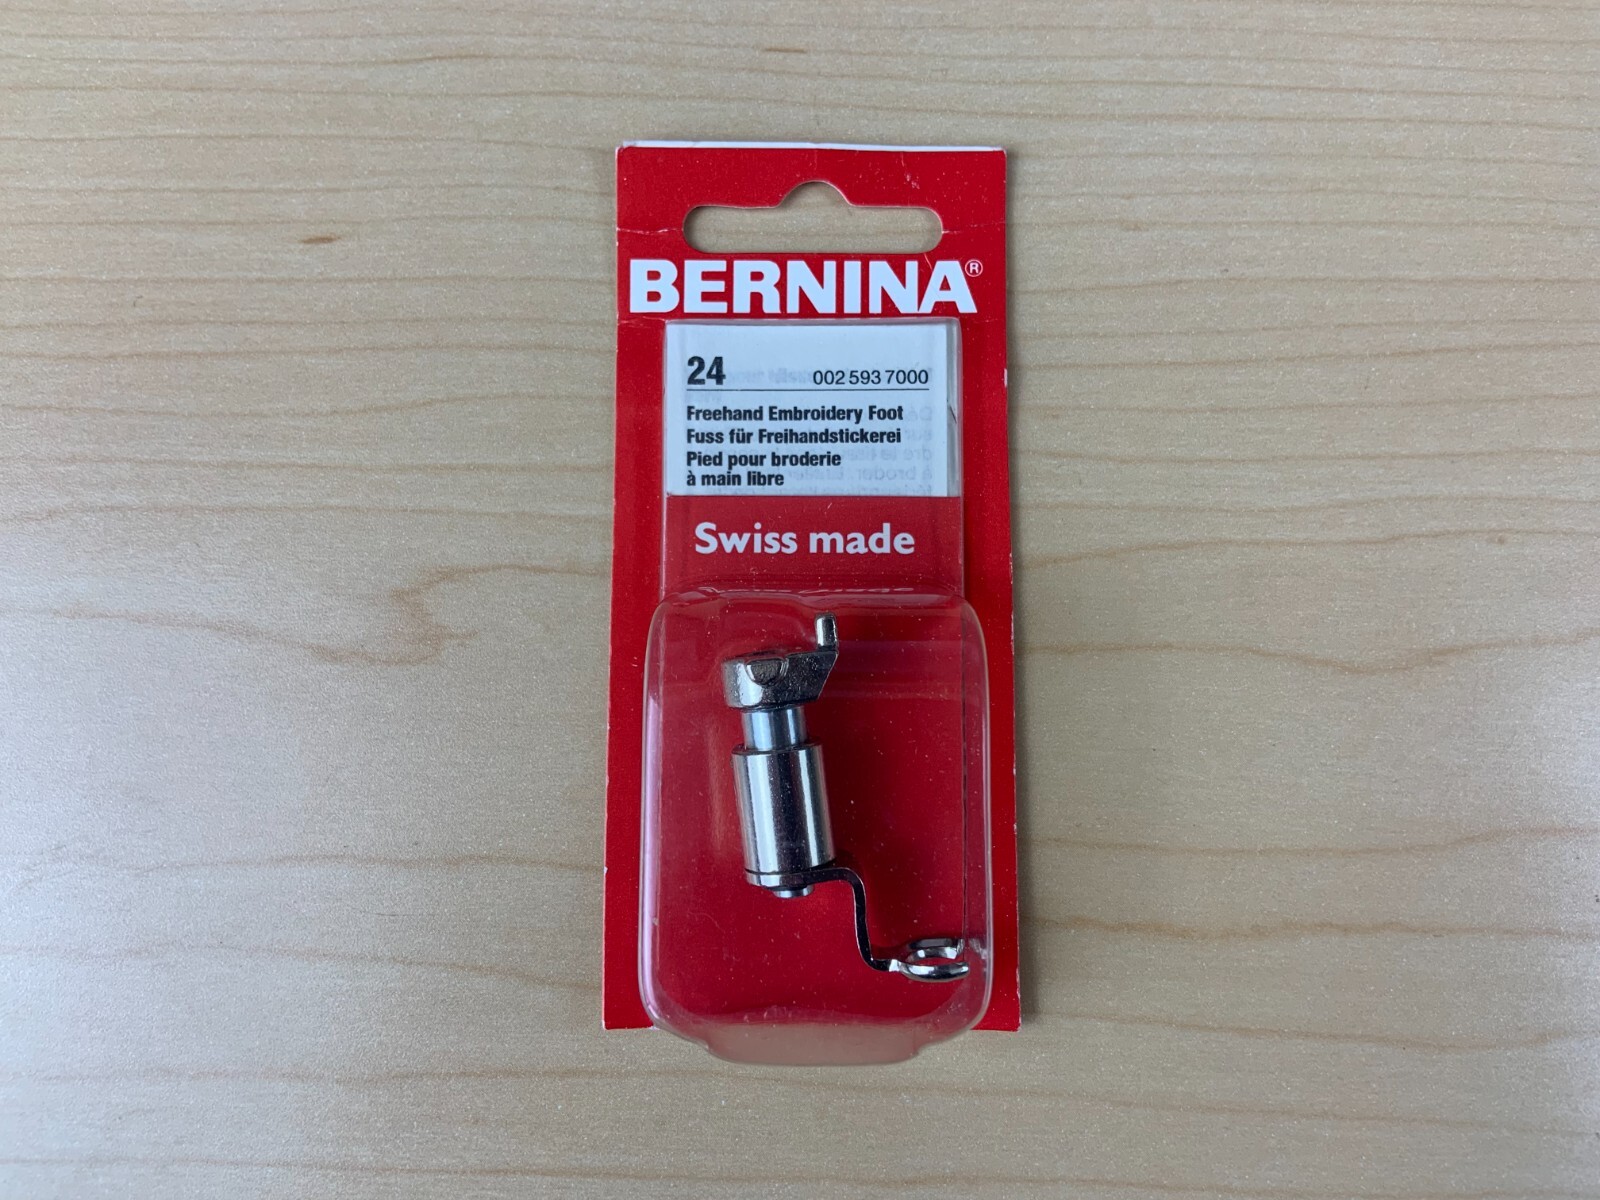 BERNINA®
24 002 593 7000
Freehand Embroidery Foot
Fuss für Freihandstickerei
Pied pour broderie
à main libre
Swiss made